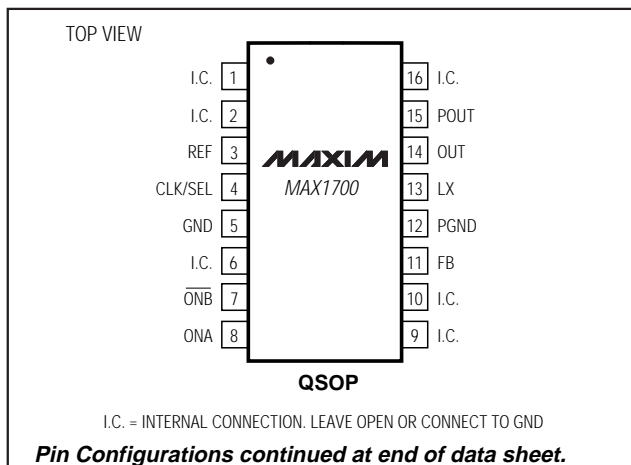 TOP VIEW
I.C. 1
I.C. 2
REF 3
CLK/SEL 4
GND 5
I.C. 6
O̅N̅B̅ 7
ONA 8
MAXIM
MAX1700
16 I.C.
15 POUT
14 OUT
13 LX
12 PGND
11 FB
10 I.C.
9 I.C.
QSOP
I.C. = INTERNAL CONNECTION. LEAVE OPEN OR CONNECT TO GND
Pin Configurations continued at end of data sheet.